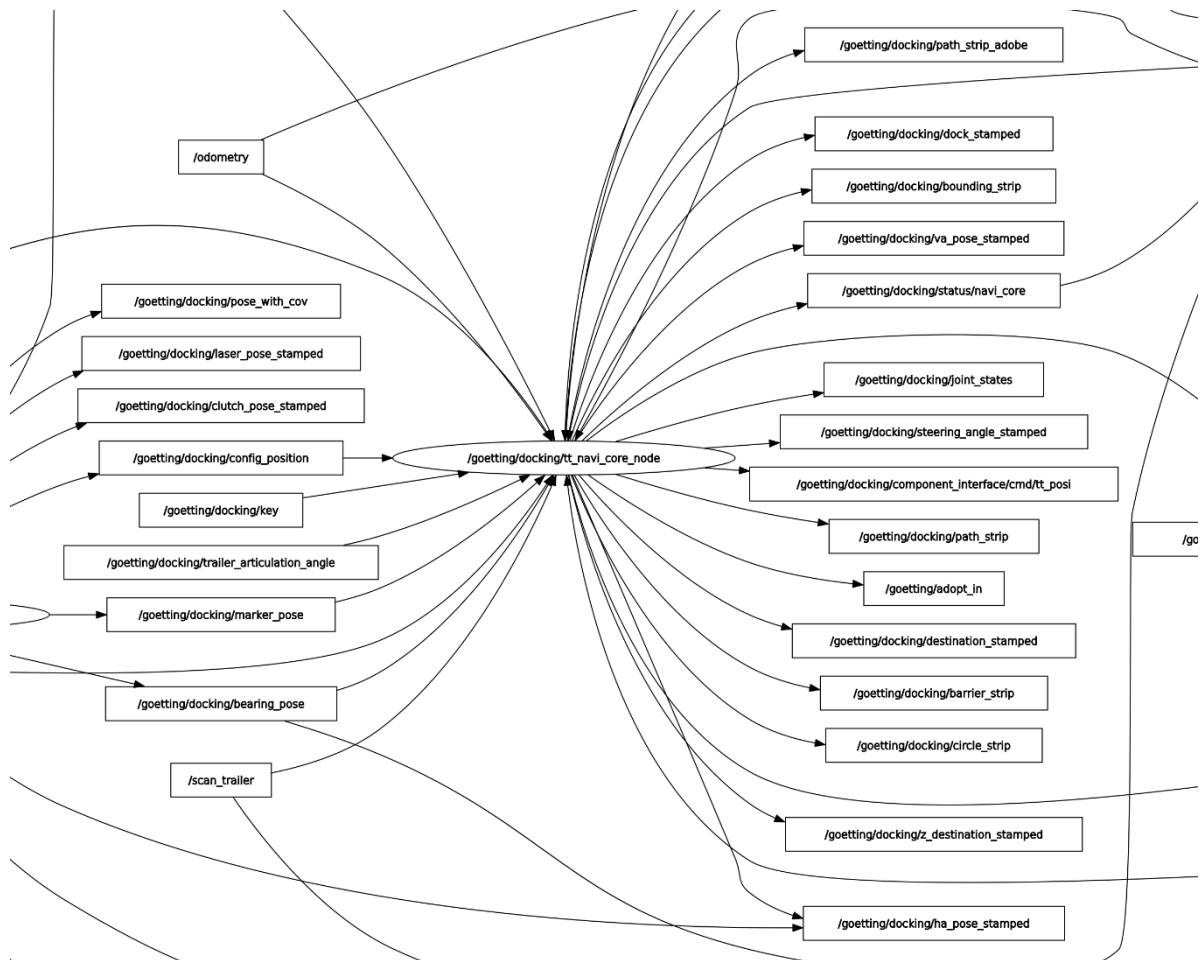 /goetting/docking/path_strip_adobe
/goetting/docking/dock_stamped
/odometry
/goetting/docking/bounding_strip
/goetting/docking/va_pose_stamped
/goetting/docking/status/navi_core
/goetting/docking/pose_with_cov
/goetting/docking/laser_pose_stamped
/goetting/docking/joint_states
/goetting/docking/clutch_pose_stamped
/goetting/docking/steering_angle_stamped
/goetting/docking/config_position
/goetting/docking/tt_navi_core_node
/goetting/docking/component_interface/cmd/tt_posi
/goetting/docking/key
/goetting/docking/path_strip
/go
/goetting/docking/trailer_articulation_angle
/goetting/adopt_in
/goetting/docking/marker_pose
/goetting/docking/destination_stamped
/goetting/docking/barrier_strip
/goetting/docking/bearing_pose
/goetting/docking/circle_strip
/scan_trailer
/goetting/docking/z_destination_stamped
/goetting/docking/ha_pose_stamped